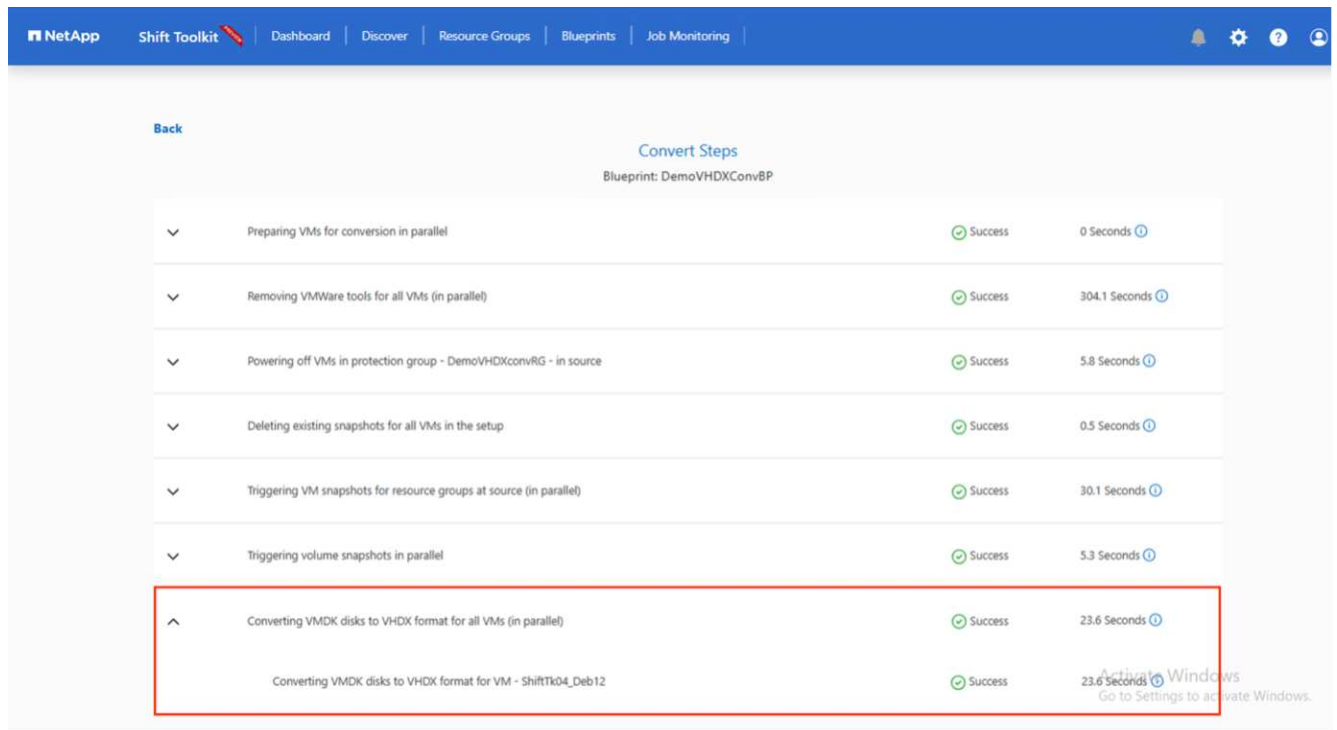 NetApp Shift Toolkit Dashboard Discover Resource Groups Blueprints Job Monitoring
Back
Convert Steps
Blueprint: DemoVHDXConvBP
Preparing VMs for conversion in parallel Success 0 Seconds
Removing VMWare tools for all VMs (in parallel) Success 304.1 Seconds
Powering off VMs in protection group - DemoVHDXconvRG - in source Success 5.8 Seconds
Deleting existing snapshots for all VMs in the setup Success 0.5 Seconds
Triggering VM snapshots for resource groups at source (in parallel) Success 30.1 Seconds
Triggering volume snapshots in parallel Success 5.3 Seconds
Converting VMDK disks to VHDX format for all VMs (in parallel) Success 23.6 Seconds
Converting VMDK disks to VHDX format for VM - ShiftTk04_Deb12 Success 23.6 Seconds
Activate Windows
Go to Settings to activate Windows.